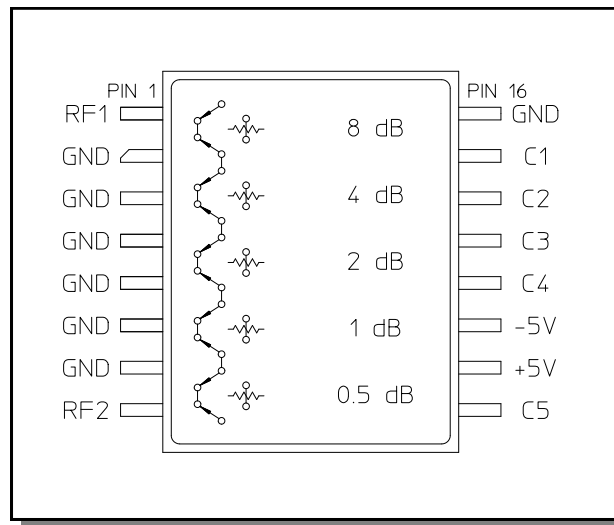 PIN 1
PIN 16
RF1
8 dB
GND
GND
C1
GND
4 dB
C2
GND
C3
2 dB
GND
C4
GND
1 dB
-5V
GND
+5V
RF2
0.5 dB
C5